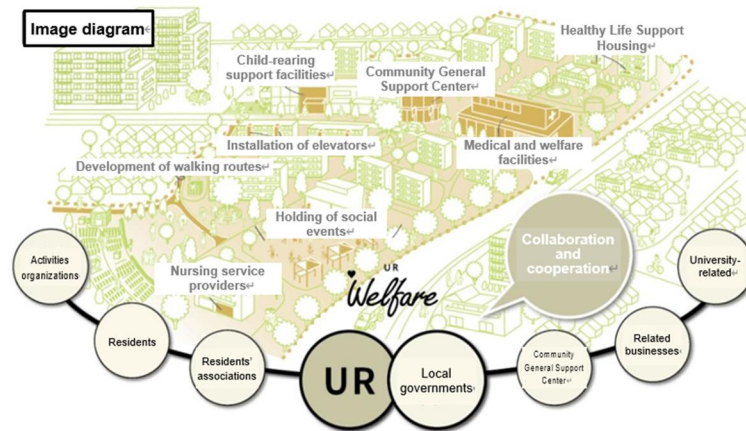 Image diagram
Healthy Life Support
Housing
Child-rearing
support facilities
Community General
Support Center
Installation of elevators
Medical and welfare
facilities
Development of walking routes
Holding of social
events
Nursing service
providers
UR
Welfare
Collaboration
and
cooperation
Activities
organizations
Residents
Residents'
associations
UR
Local
governments
Community
General Support
Center
Related
businesses
University-
related